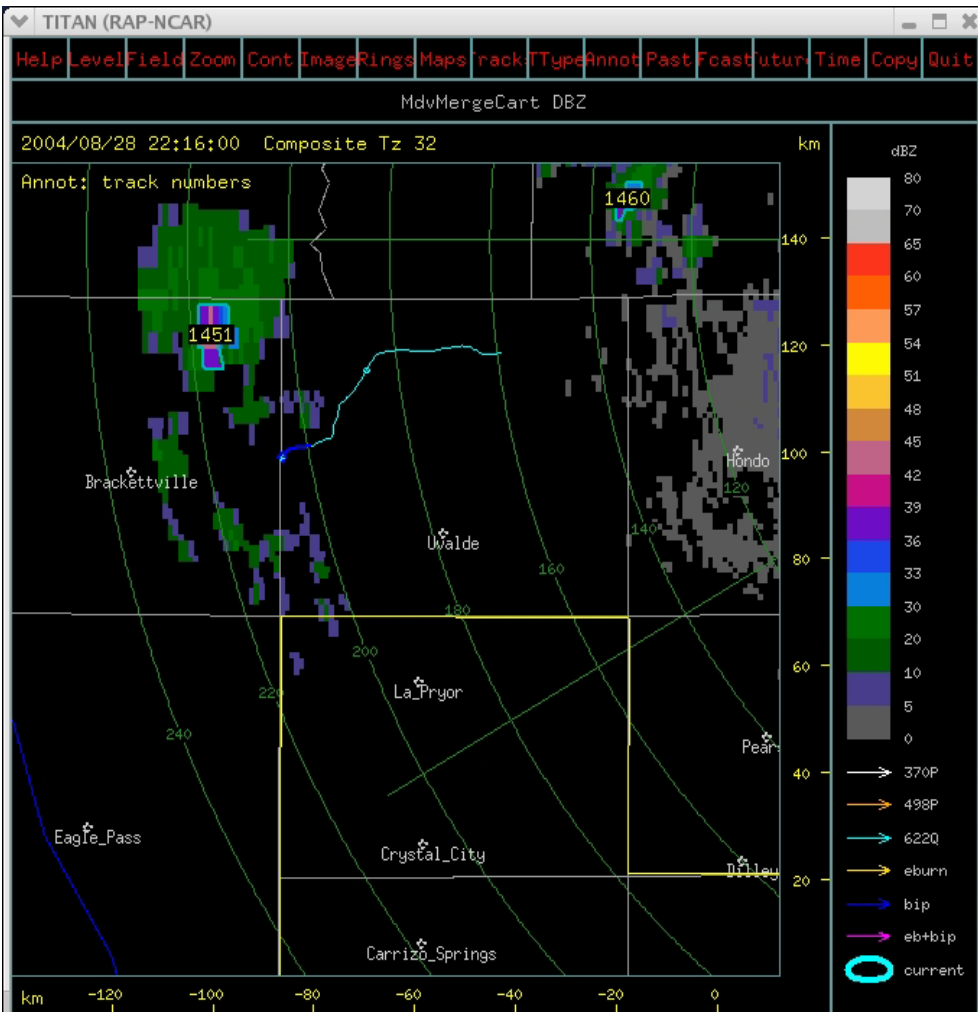 TITAN (RAP-NCAR)
Help Level Field Zoom Cont Image Rings Maps Track TType Annot Past Fcast Future Time Copy Quit
MdvMergeCart DBZ
2004/08/28 22:16:00 Composite Tz 32 km
Annot: track numbers
1460
1451
140
120
100
80
60
40
20
Hondo
120
Brackettville
140
Uvalde
160
180
200
La_Pryor
220
240
Pears
Eagle_Pass
Crystal_City
Dilley
Carrizo_Springs
km -120 -100 -80 -60 -40 -20 0
dBZ
80
70
65
60
57
54
51
48
45
42
39
36
33
30
20
10
5
0
370P
498P
622Q
eburn
bip
eb+bip
current